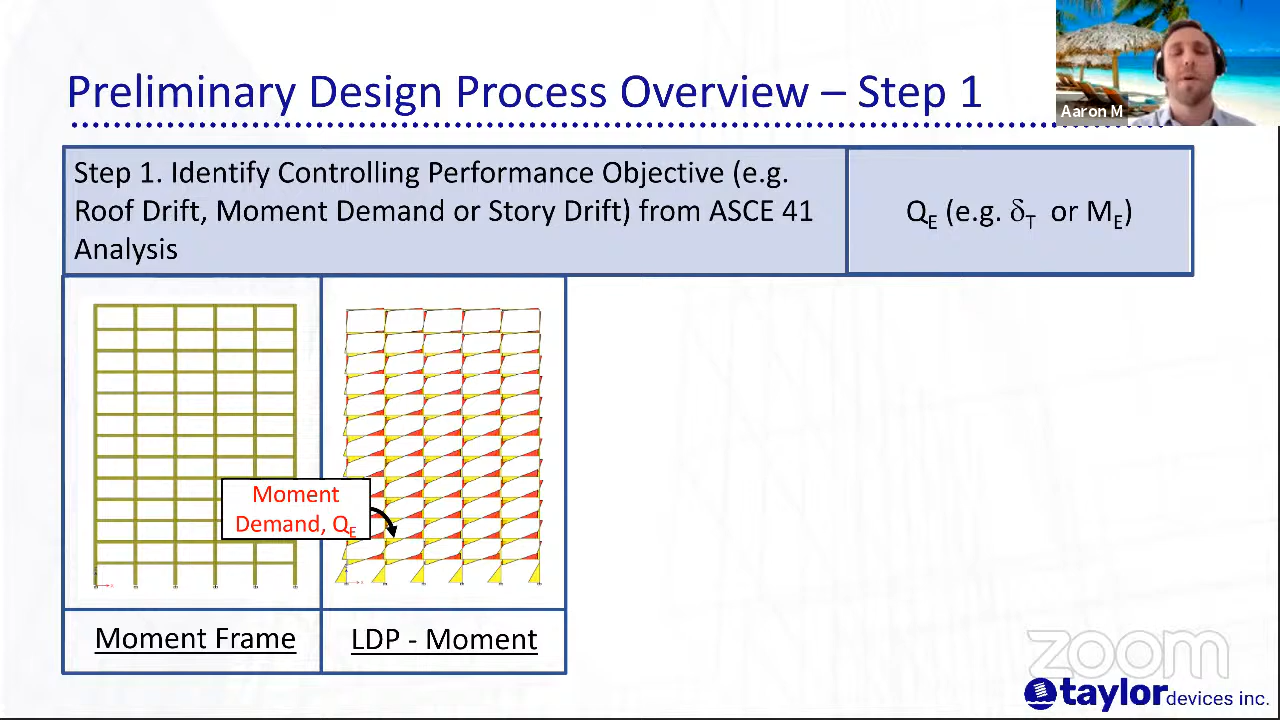 Preliminary Design Process Overview – Step 1
Aaron M
Step 1. Identify Controlling Performance Objective (e.g.
Roof Drift, Moment Demand or Story Drift) from ASCE 41
Analysis
QE (e.g. δT or ME)
Moment
Demand, QE
Moment Frame
LDP - Moment
zoom
taylor devices inc.